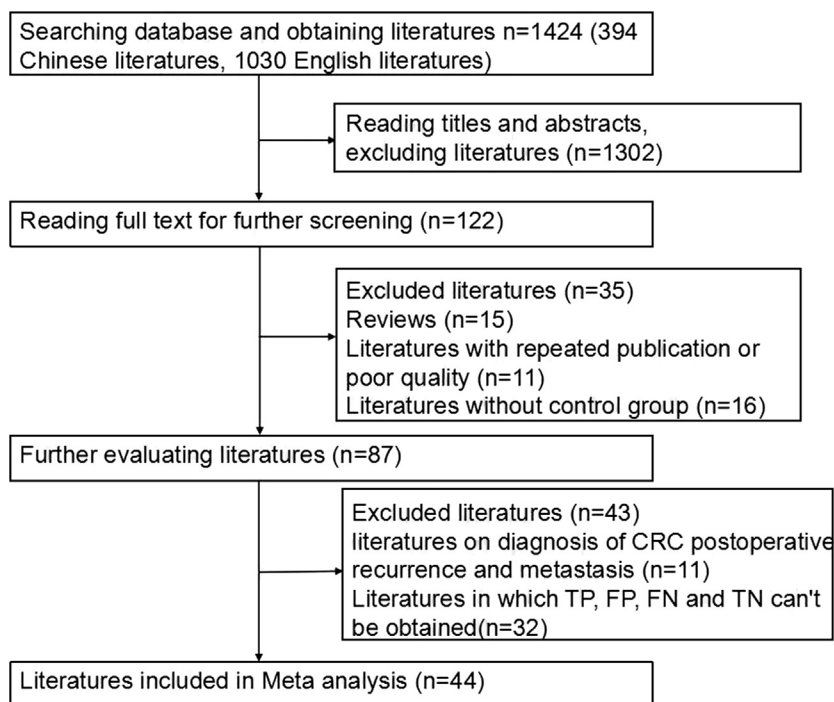 Searching database and obtaining literatures n=1424 (394
Chinese literatures, 1030 English literatures)
Reading titles and abstracts,
excluding literatures (n=1302)
Reading full text for further screening (n=122)
Excluded literatures (n=35)
Reviews (n=15)
Literatures with repeated publication or
poor quality (n=11)
Literatures without control group (n=16)
Further evaluating literatures (n=87)
Excluded literatures (n=43)
literatures on diagnosis of CRC postoperative
recurrence and metastasis (n=11)
Literatures in which TP, FP, FN and TN can't
be obtained(n=32)
Literatures included in Meta analysis (n=44)